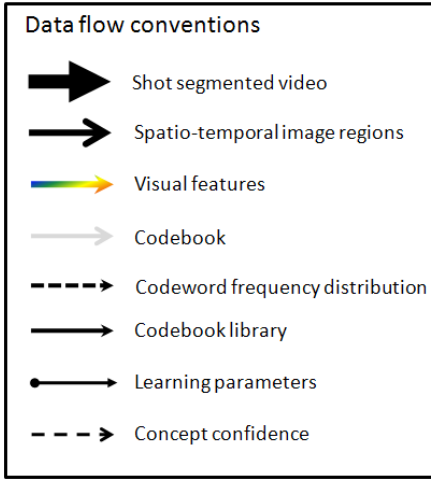 Data flow conventions
Shot segmented video
Spatio-temporal image regions
Visual features
Codebook
Codeword frequency distribution
Codebook library
Learning parameters
Concept confidence